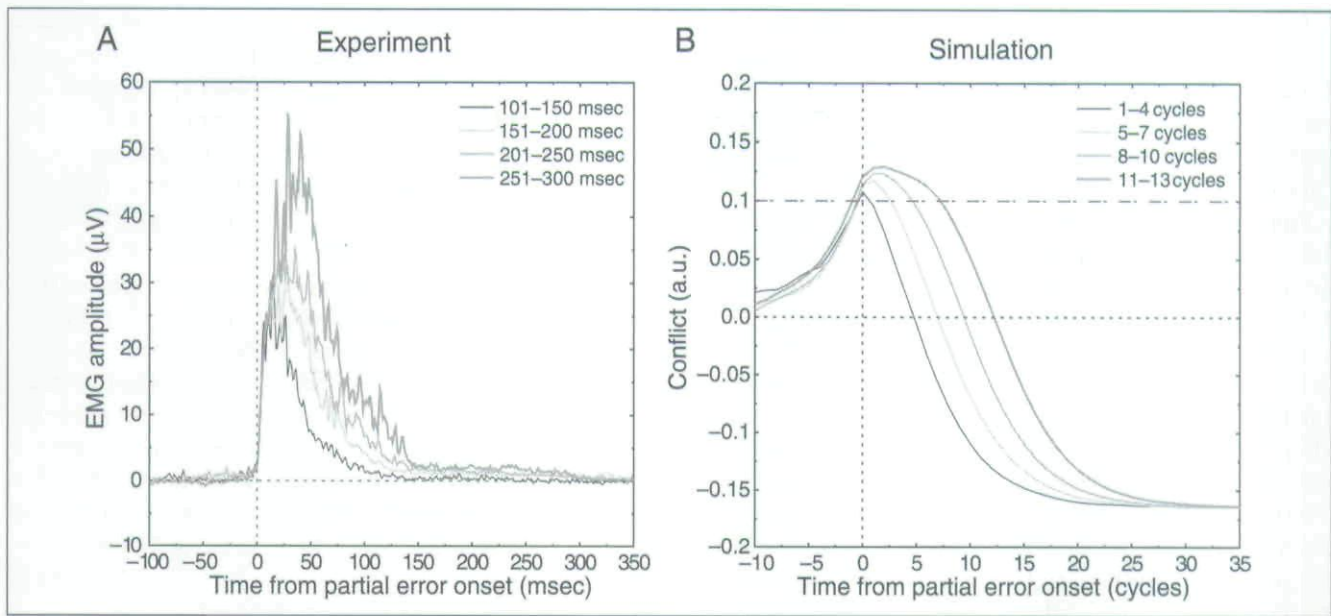 A
Experiment
60
50
40
30
20
10
0
−10
EMG amplitude (μV)
101–150 msec
151–200 msec
201–250 msec
251–300 msec
−100 −50 0 50 100 150 200 250 300 350
Time from partial error onset (msec)
B
Simulation
0.2
0.15
0.1
0.05
0.0
−0.05
−0.1
−0.15
−0.2
Conflict (a.u.)
1–4 cycles
5–7 cycles
8–10 cycles
11–13 cycles
−10 −5 0 5 10 15 20 25 30 35
Time from partial error onset (cycles)